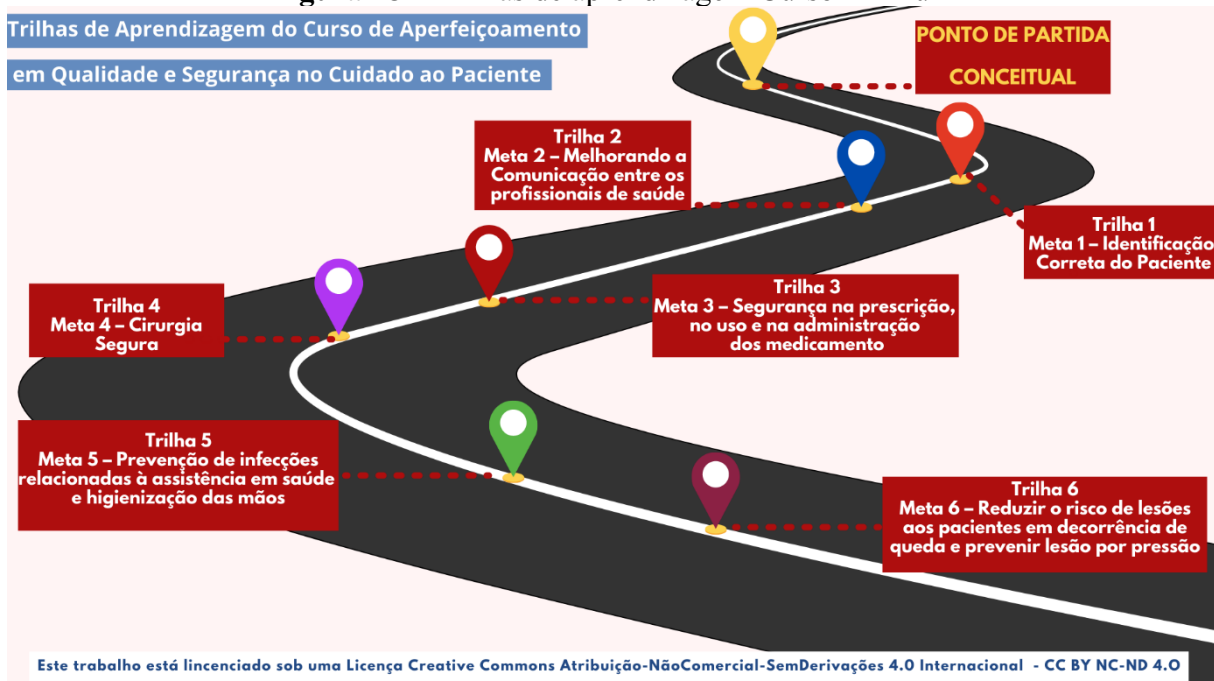 Trilhas de Aprendizagem do Curso de Aperfeiçoamento
em Qualidade e Segurança no Cuidado ao Paciente
PONTO DE PARTIDA
CONCEITUAL
Trilha 1
Meta 1 – Identificação
Correta do Paciente
Trilha 2
Meta 2 – Melhorando a
Comunicação entre os
profissionais de saúde
Trilha 3
Meta 3 – Segurança na prescrição,
no uso e na administração
dos medicamento
Trilha 4
Meta 4 – Cirurgia
Segura
Trilha 5
Meta 5 – Prevenção de infecções
relacionadas à assistência em saúde
e higienização das mãos
Trilha 6
Meta 6 – Reduzir o risco de lesões
aos pacientes em decorrência de
queda e prevenir lesão por pressão
Este trabalho está lincenciado sob uma Licença Creative Commons Atribuição-NãoComercial-SemDerivações 4.0 Internacional - CC BY NC-ND 4.0